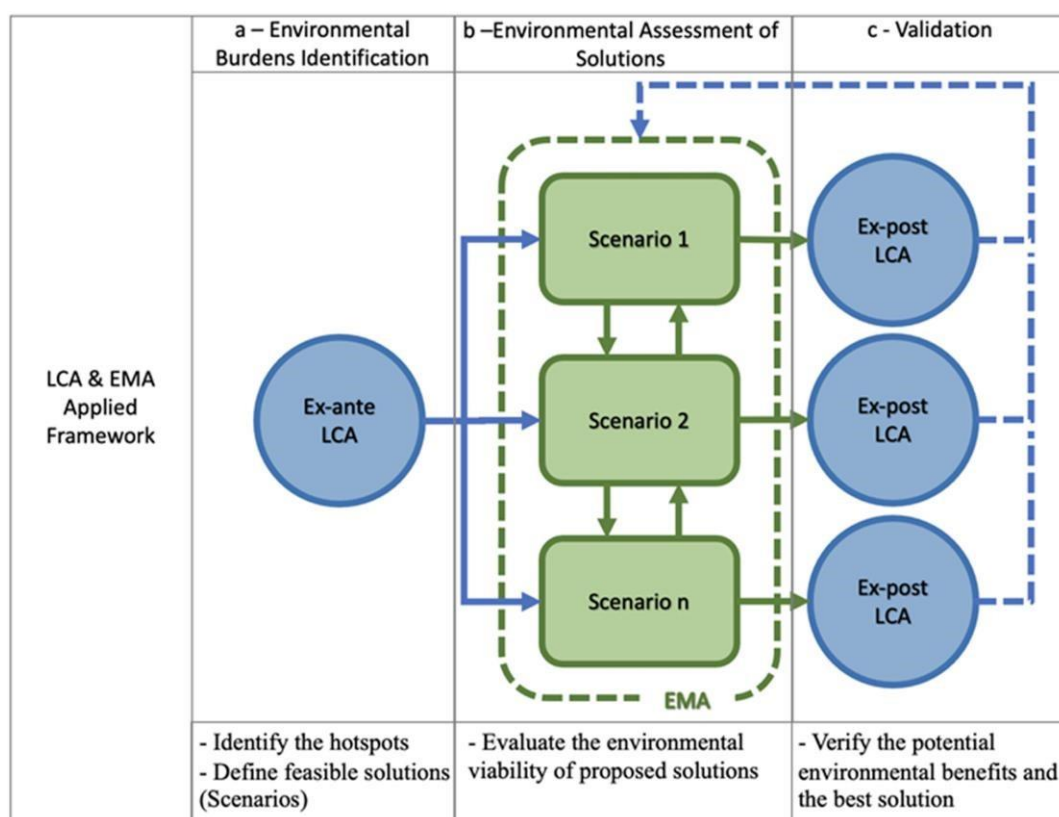 a – Environmental
Burdens Identification
b –Environmental Assessment of
Solutions
c - Validation
LCA & EMA
Applied
Framework
Ex-ante
LCA
Scenario 1
Scenario 2
Scenario n
EMA
Ex-post
LCA
Ex-post
LCA
Ex-post
LCA
- Identify the hotspots
- Define feasible solutions
(Scenarios)
- Evaluate the environmental
viability of proposed solutions
- Verify the potential
environmental benefits and
the best solution